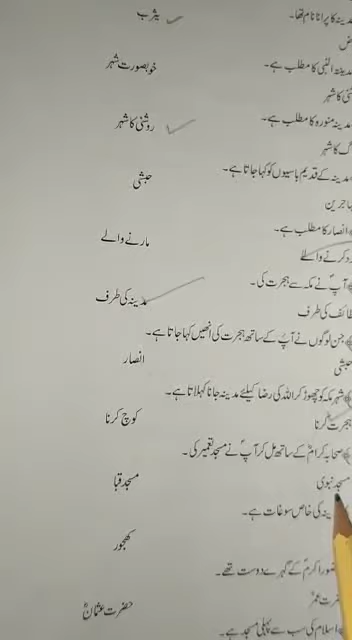 مدینہ کا پرانا نام تھا۔
یثرب
مدینۃ النبی کا مطلب ہے۔
خوبصورت شہر
نبی کا شہر
مدینہ منورہ کا مطلب ہے۔
روشنی کا شہر
کا شہر
مدینہ کے قدیم باسیوں کو کہا جاتا ہے۔
حبشی
مہاجرین
انصار کا مطلب ہے۔
مارنے والے
مدد کرنے والے
آپؐ نے مکہ سے ہجرت کی۔
مدینہ کی طرف
طائف کی طرف
جن لوگوں نے آپؐ کے ساتھ ہجرت کی انھیں کہا جاتا ہے۔
انصار
حبشی
شہر مکہ کو چھوڑ کر اللہ کی رضا کیلئے مدینہ جانا کہلاتا ہے۔
کوچ کرنا
ہجرت کرنا
صحابہ کرامؓ کے ساتھ مل کر آپؐ نے مسجد تعمیر کی۔
مسجد قبا
مسجد نبوی
مدینہ کی خاص سوغات ہے۔
کھجور
حضور اکرمؐ کے گہرے دوست تھے۔
حضرت عمرؓ
حضرت عثمانؓ
اسلام کی سب سے پہلی مسجد ہے۔